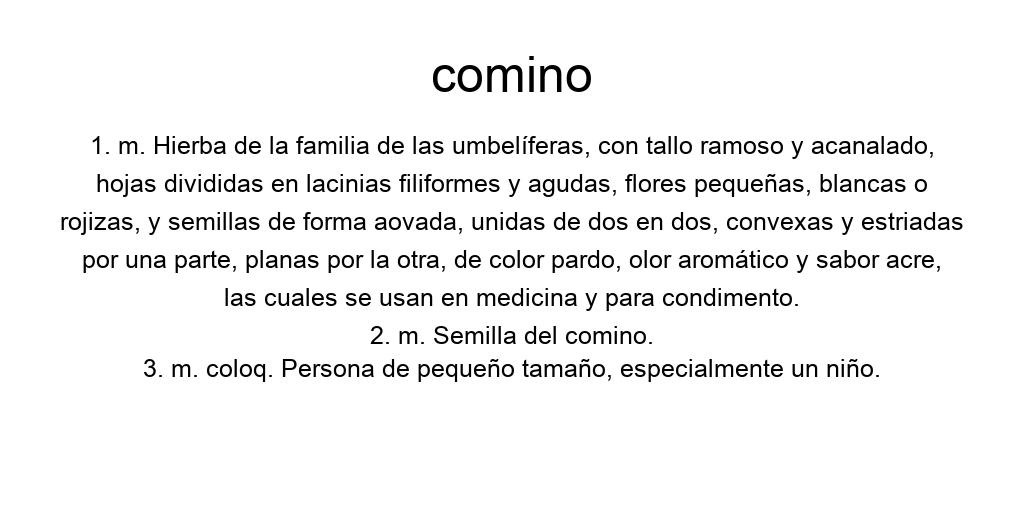 comino
1. m. Hierba de la familia de las umbelíferas, con tallo ramoso y acanalado,
hojas divididas en lacinias filiformes y agudas, flores pequeñas, blancas o
rojizas, y semillas de forma aovada, unidas de dos en dos, convexas y estriadas
por una parte, planas por la otra, de color pardo, olor aromático y sabor acre,
las cuales se usan en medicina y para condimento.
2. m. Semilla del comino.
3. m. coloq. Persona de pequeño tamaño, especialmente un niño.